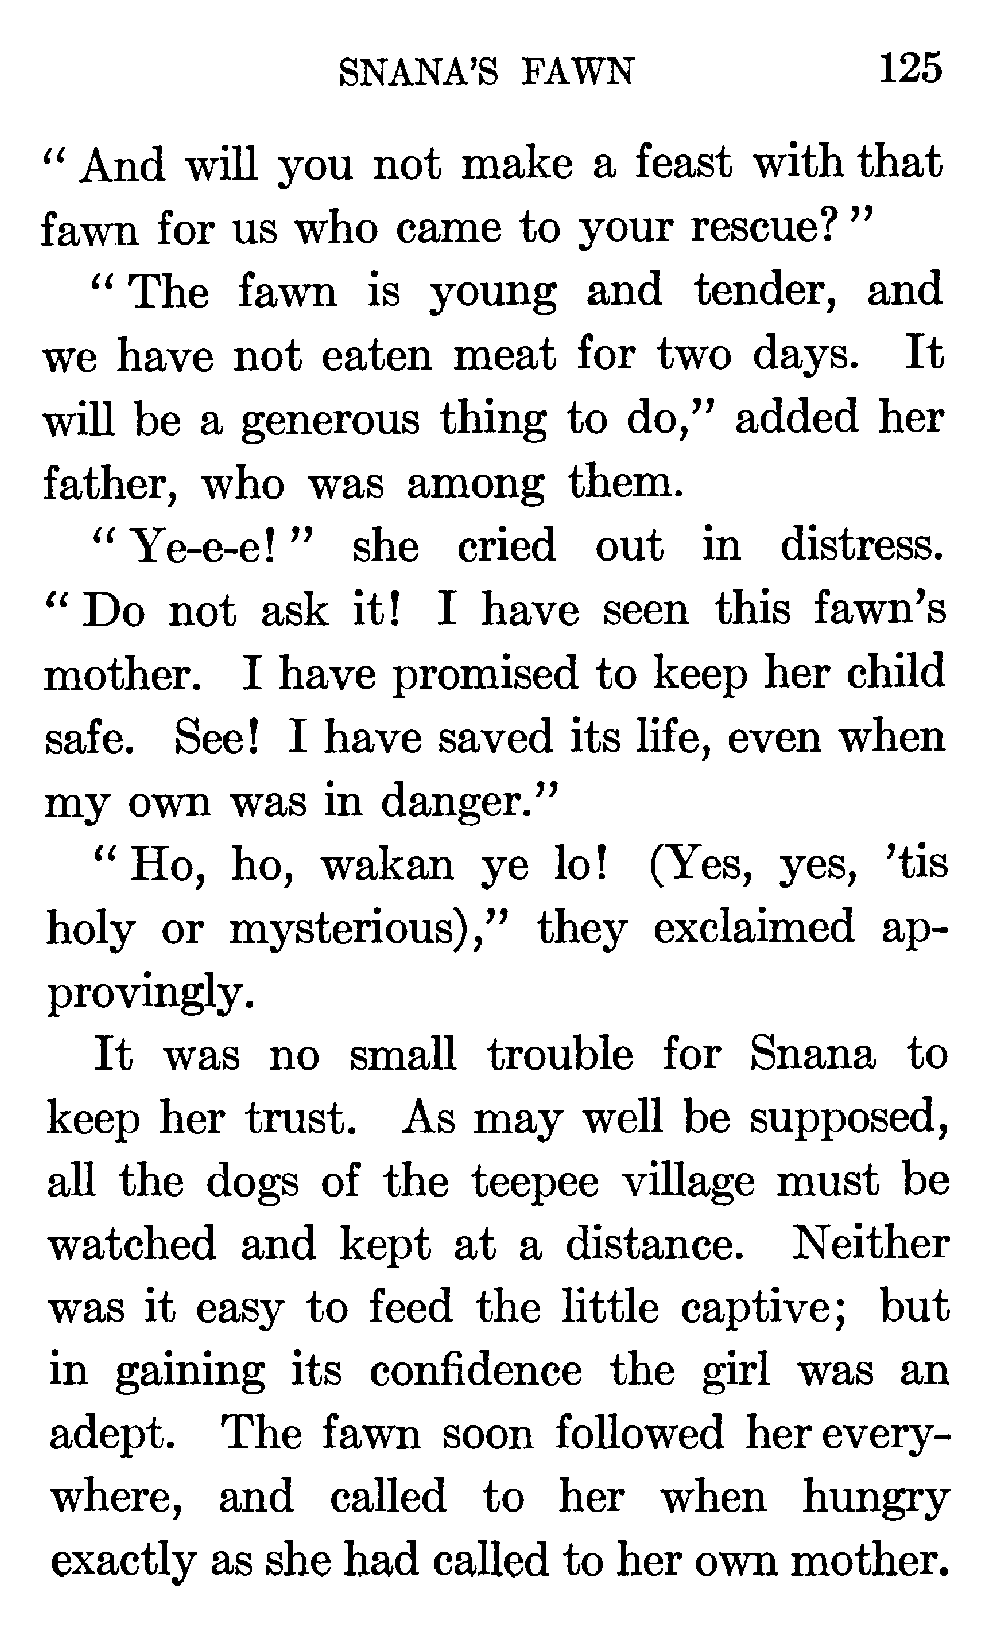 SNANA'S FAWN 125
“ And will you not make a feast with that
fawn for us who came to your rescue? ”
“ The fawn is young and tender, and
we have not eaten meat for two days. It
will be a generous thing to do,” added her
father, who was among them.
“ Ye-e-e! ” she cried out in distress.
“ Do not ask it! I have seen this fawn’s
mother. I have promised to keep her child
safe. See! I have saved its life, even when
my own was in danger.”
“ Ho, ho, wakan ye lo! (Yes, yes, ’tis
holy or mysterious),” they exclaimed ap-
provingly.
It was no small trouble for Snana to
keep her trust. As may well be supposed,
all the dogs of the teepee village must be
watched and kept at a distance. Neither
was it easy to feed the little captive; but
in gaining its confidence the girl was an
adept. The fawn soon followed her every-
where, and called to her when hungry
exactly as she had called to her own mother.